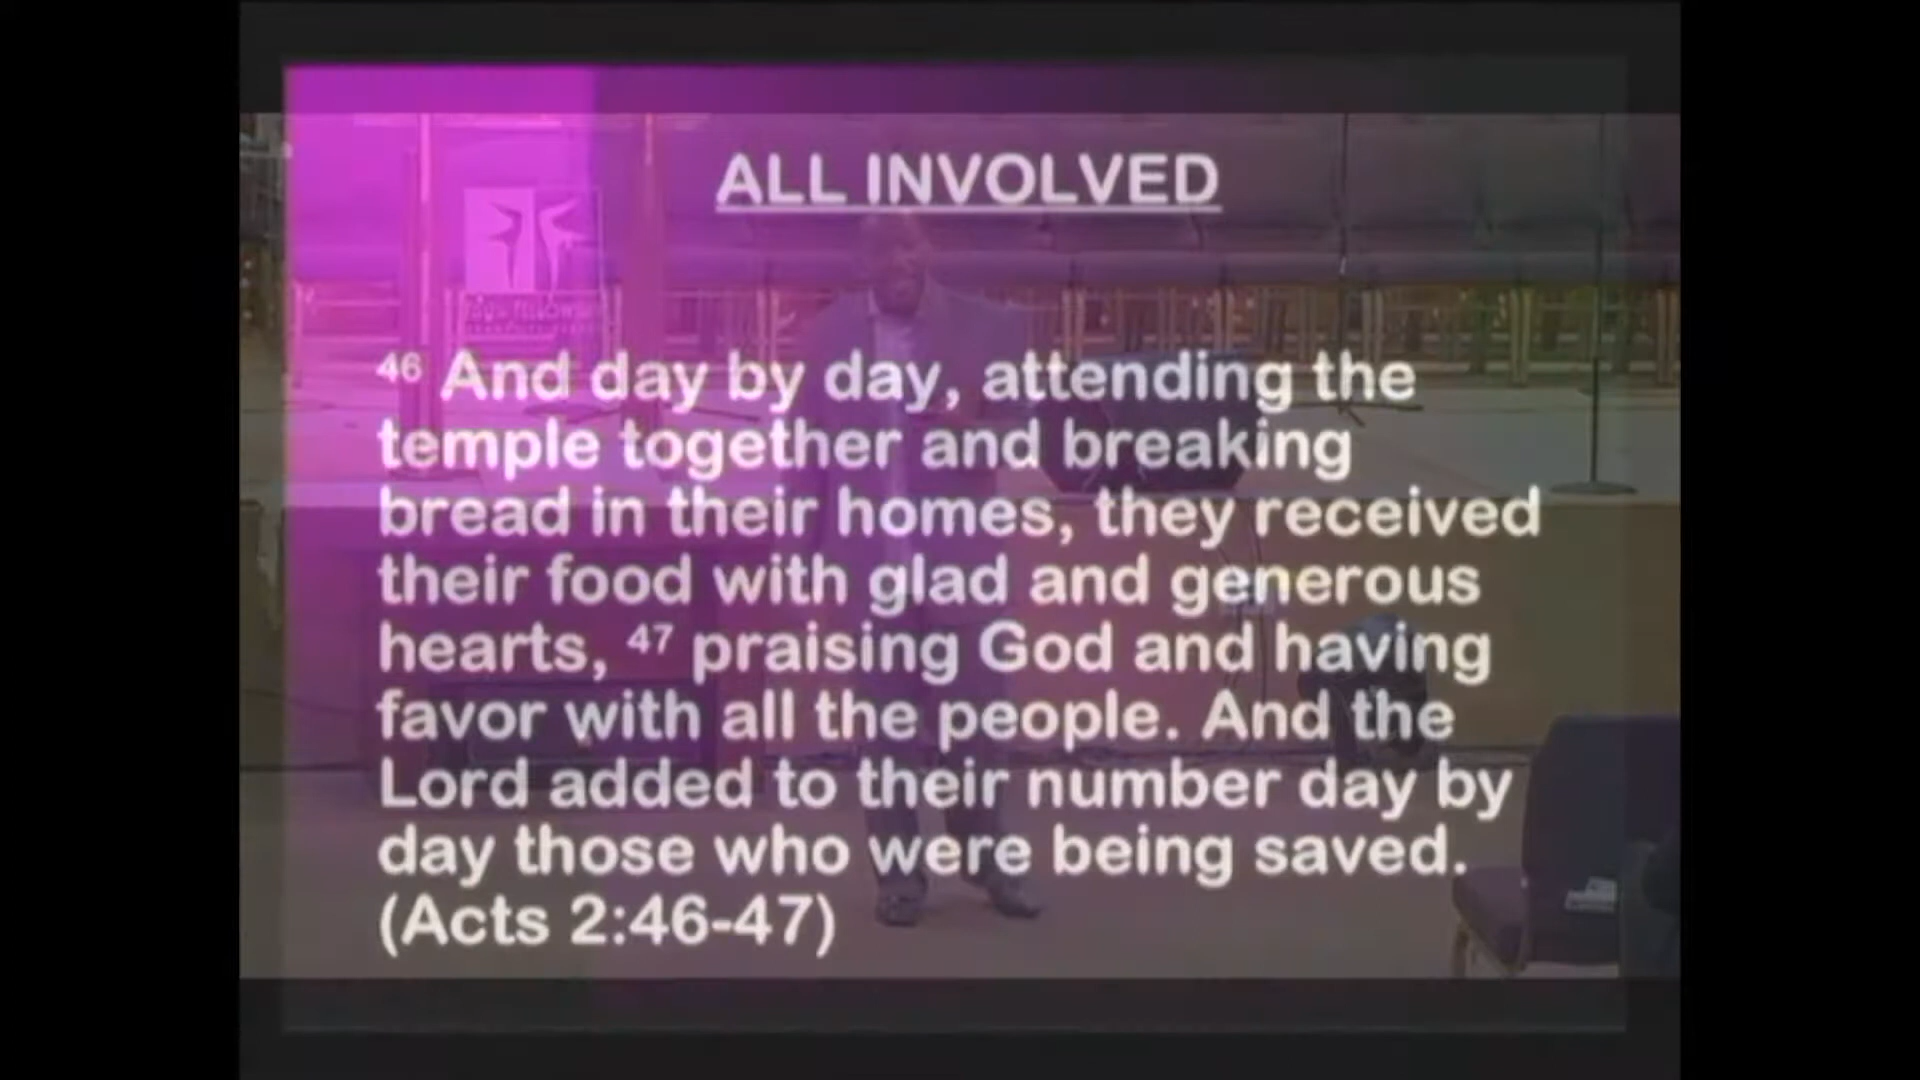 ALL INVOLVED
46 And day by day, attending the
temple together and breaking
bread in their homes, they received
their food with glad and generous
hearts, 47 praising God and having
favor with all the people. And the
Lord added to their number day by
day those who were being saved.
(Acts 2:46-47)